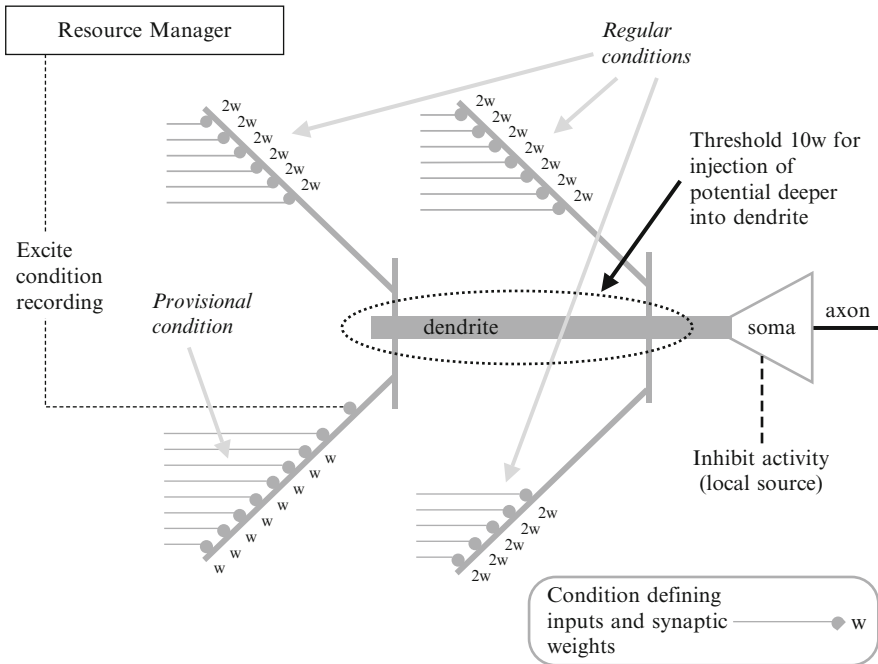 Resource Manager
Regular
conditions
2w
2w
2w
2w
2w
2w
2w
2w
2w
2w
2w
2w
2w
Threshold 10w for
injection of
potential deeper
into dendrite
Excite
condition
recording
Provisional
condition
dendrite
soma
axon
w
w
w
w
w
w
w
w
2w
2w
2w
2w
2w
Inhibit activity
(local source)
Condition defining
inputs and synaptic
weights
w